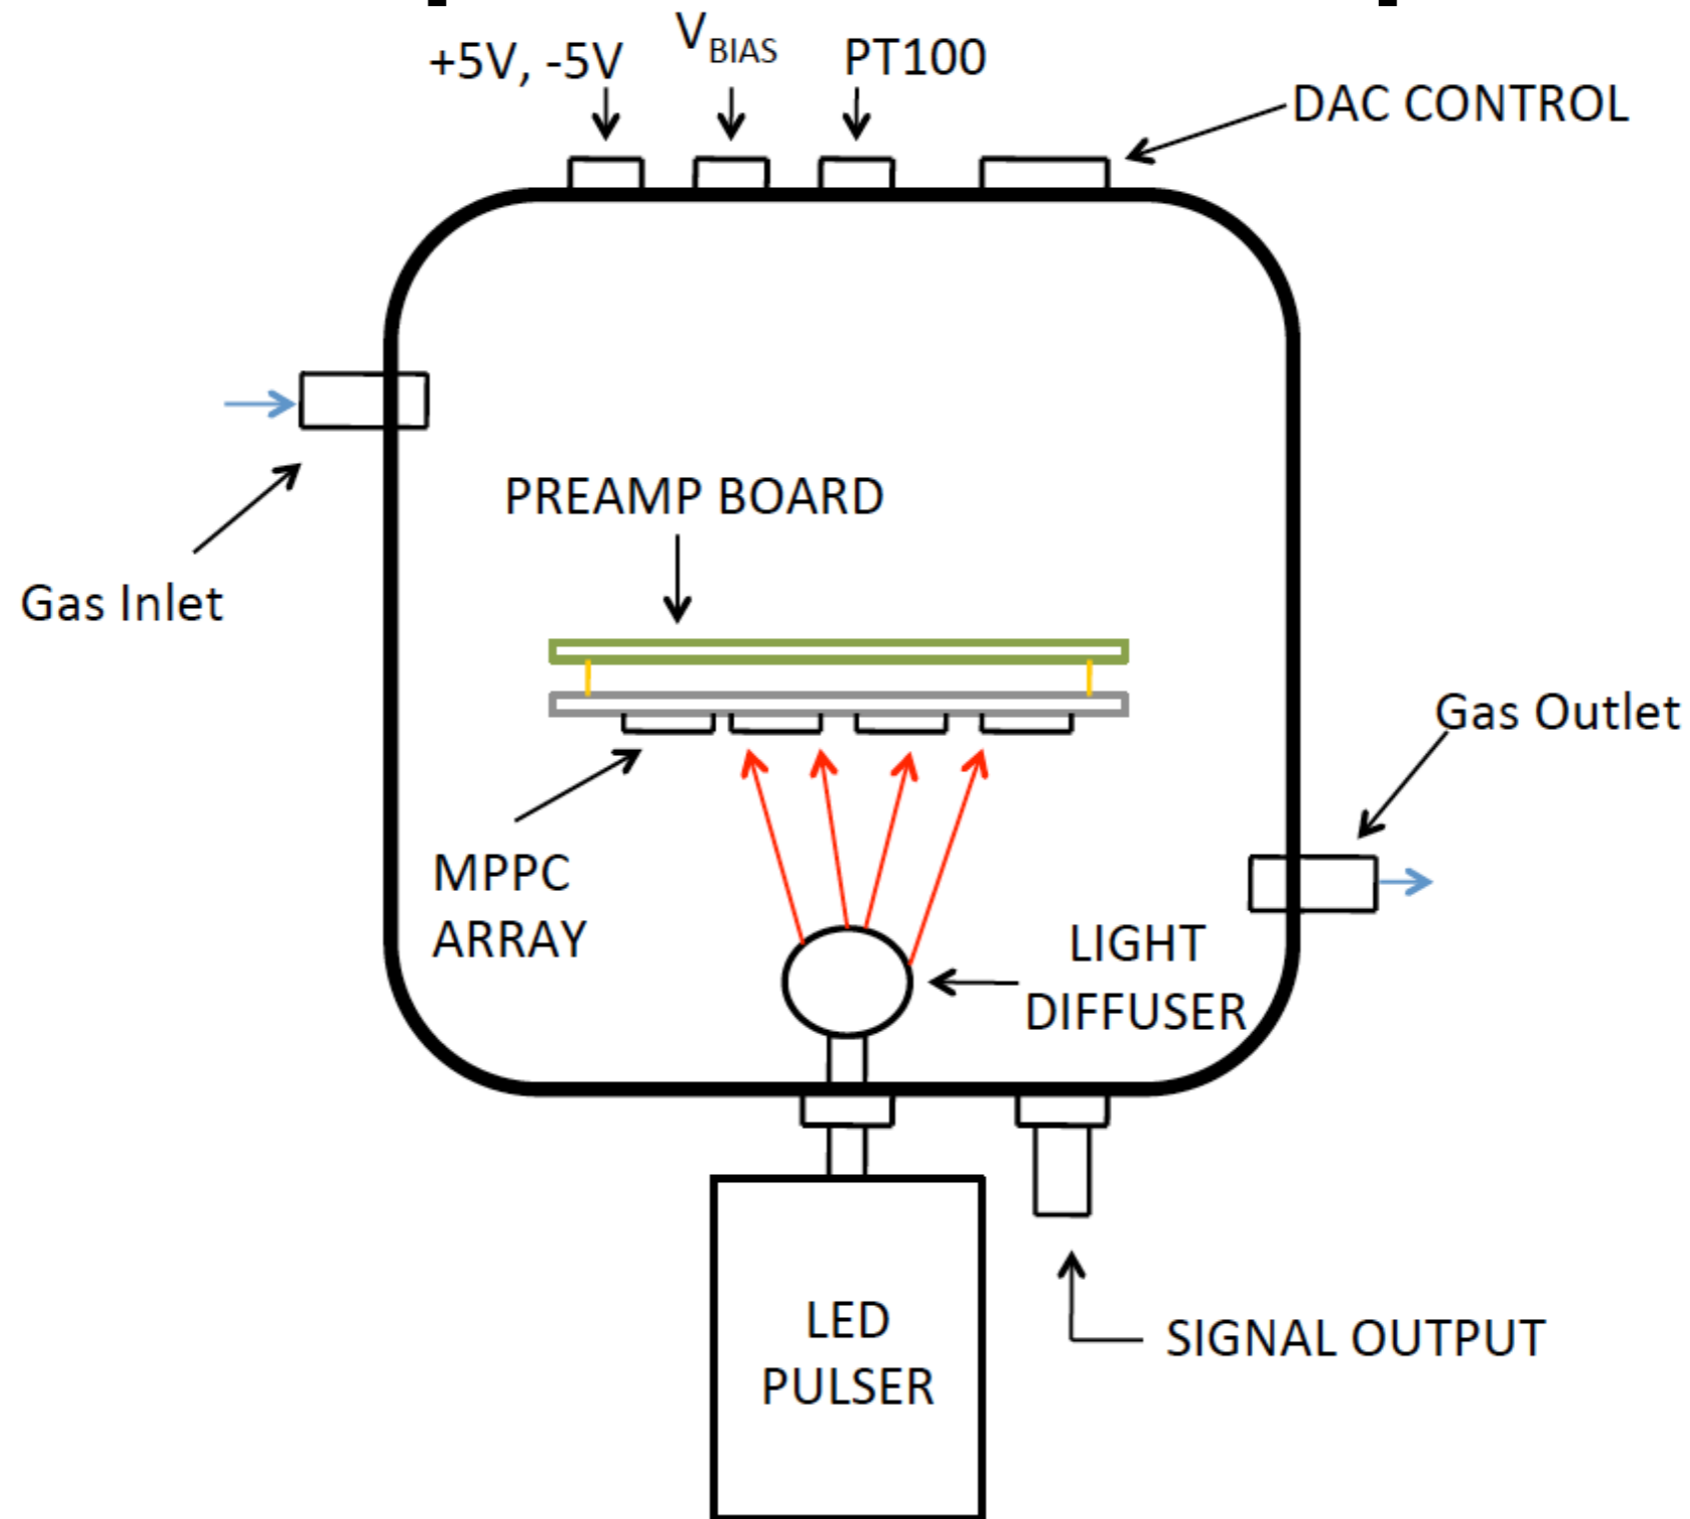 +5V, -5V
VBIAS
PT100
DAC CONTROL
PREAMP BOARD
Gas Inlet
Gas Outlet
MPPC
ARRAY
LIGHT
DIFFUSER
LED
PULSER
SIGNAL OUTPUT